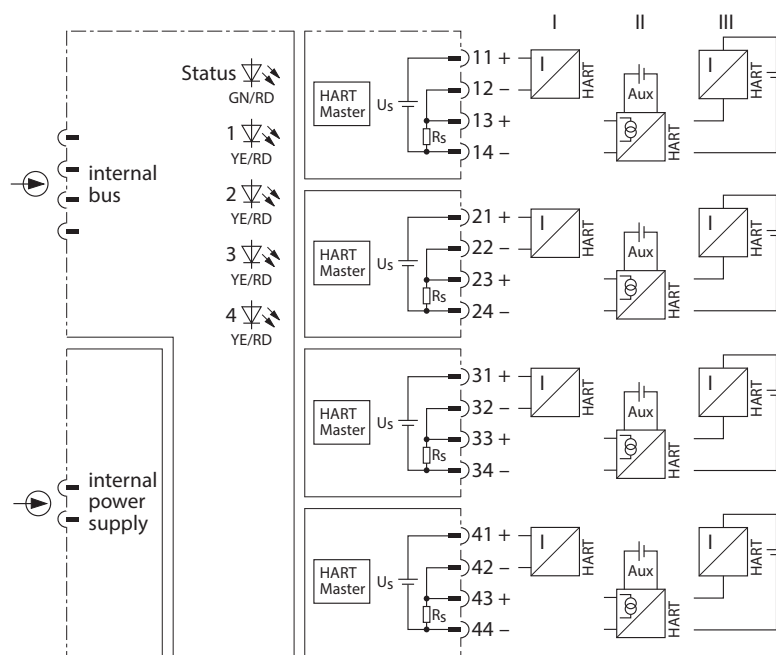 I II III
Status
GN/RD
1
YE/RD
2
YE/RD
3
YE/RD
4
YE/RD
internal
bus
internal
power
supply
HART
Master
Us
Rs
11 +
12 –
13 +
14 –
I
HART
Aux
HART
I
HART
HART
Master
Us
Rs
21 +
22 –
23 +
24 –
I
HART
Aux
HART
I
HART
HART
Master
Us
Rs
31 +
32 –
33 +
34 –
I
HART
Aux
HART
I
HART
HART
Master
Us
Rs
41 +
42 –
43 +
44 –
I
HART
Aux
HART
I
HART